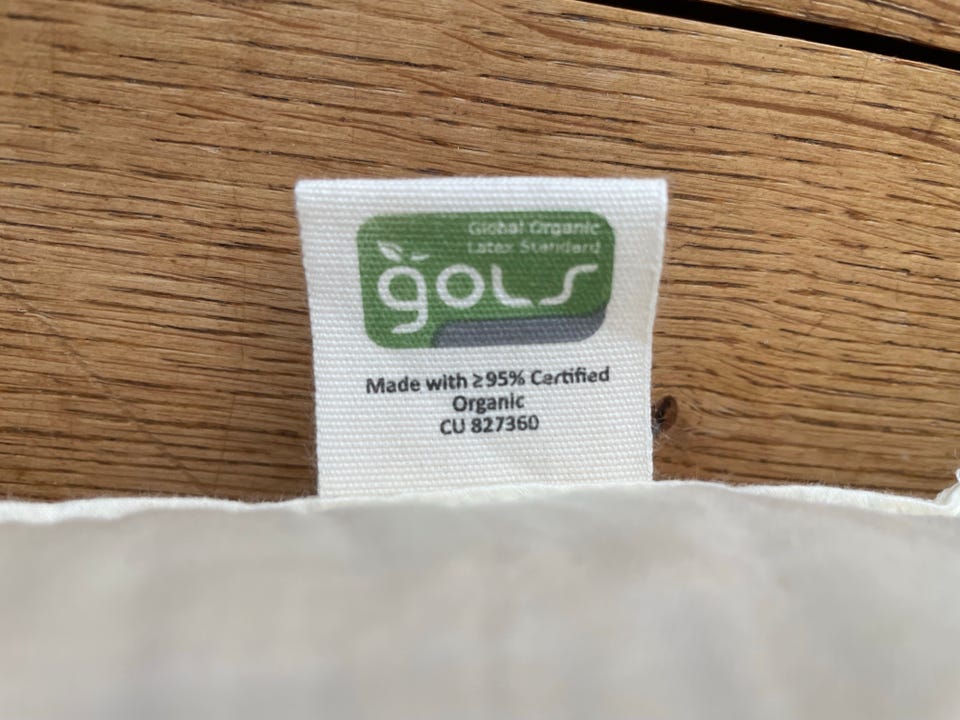 Global Organic
Latex Standard
gols
Made with ≥95% Certified
Organic
CU 827360